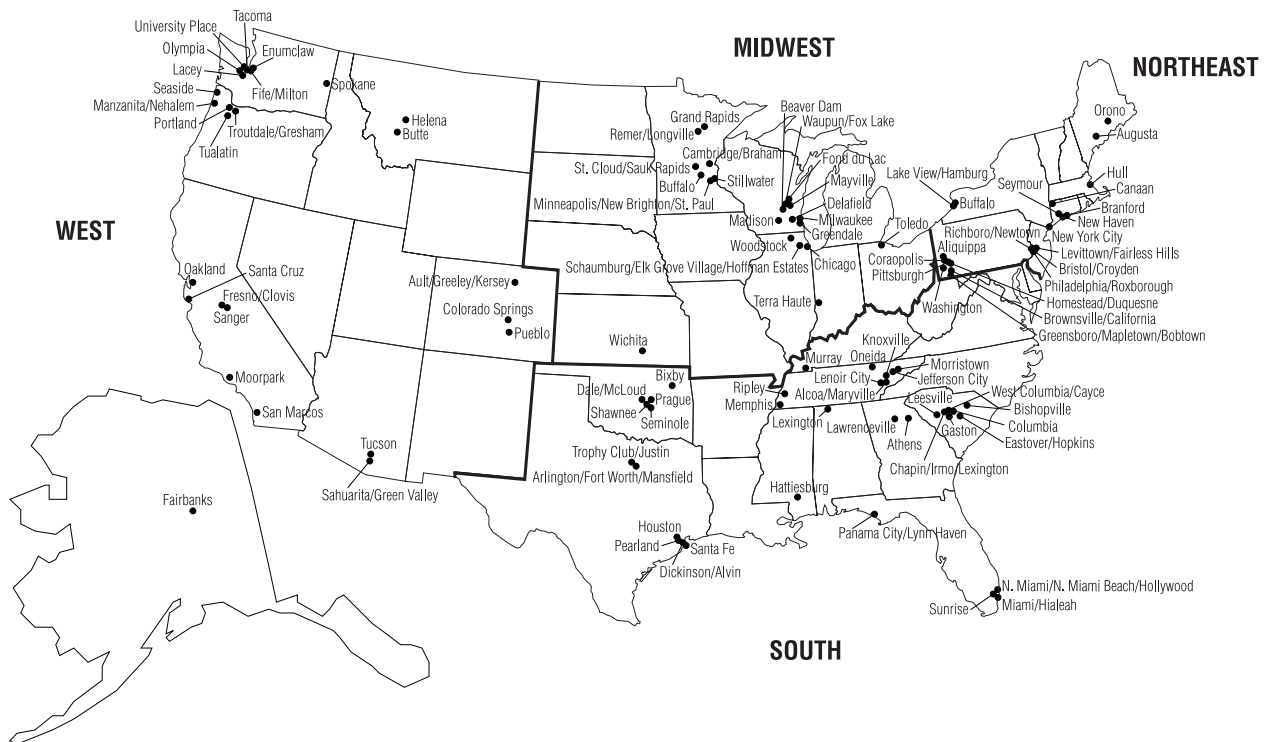 Tacoma
University Place
Olympia
Enumclaw
Lacey
Fife/Milton
Spokane
Seaside
Manzanita/Nehalem
Portland
Troutdale/Gresham
Tualatin
Helena
Butte
WEST
Oakland
Santa Cruz
Fresno/Clovis
Sanger
Moorpark
San Marcos
Ault/Greeley/Kersey
Colorado Springs
Pueblo
Tucson
Sahuarita/Green Valley
Fairbanks
MIDWEST
Grand Rapids
Remer/Longville
Cambridge/Braham
St. Cloud/Sauk Rapids
Buffalo
Stillwater
Minneapolis/New Brighton/St. Paul
Beaver Dam
Waupun/Fox Lake
Fond du Lac
Mayville
Delafield
Madison
Milwaukee
Greendale
Woodstock
Schaumburg/Elk Grove Village/Hoffman Estates
Chicago
Toledo
Terra Haute
Wichita
NORTHEAST
Orono
Augusta
Hull
Lake View/Hamburg
Buffalo
Seymour
Canaan
Branford
New Haven
New York City
Richboro/Newtown
Levittown/Fairless Hills
Aliquippa
Coraopolis
Bristol/Croyden
Pittsburgh
Philadelphia/Roxborough
Homestead/Duquesne
Washington
Brownsville/California
Greensboro/Mapletown/Bobtown
Knoxville
Murray
Oneida
Morristown
Lenoir City
Jefferson City
Alcoa/Maryville
Ripley
Memphis
Lexington
Leesville
West Columbia/Cayce
Bishopville
Lawrenceville
Columbia
Gaston
Athens
Eastover/Hopkins
Chapin/Irmo/Lexington
Bixby
Dale/McLoud
Prague
Shawnee
Seminole
Trophy Club/Justin
Arlington/Fort Worth/Mansfield
Hattiesburg
Houston
Pearland
Santa Fe
Dickinson/Alvin
Panama City/Lynn Haven
N. Miami/N. Miami Beach/Hollywood
Sunrise
Miami/Hialeah
SOUTH